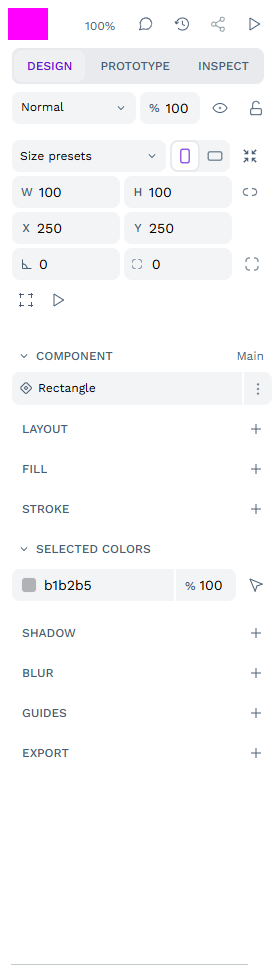 100%
DESIGN PROTOTYPE INSPECT
Normal % 100
Size presets
W 100 H 100
X 250 Y 250
0 0
COMPONENT Main
Rectangle
LAYOUT
FILL
STROKE
SELECTED COLORS
b1b2b5 % 100
SHADOW
BLUR
GUIDES
EXPORT